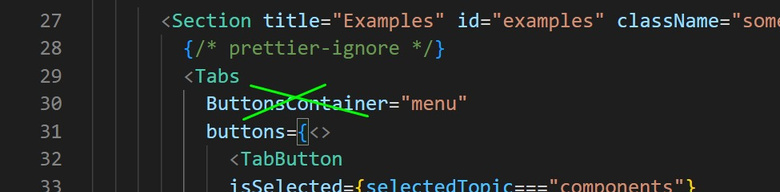 27 <Section title="Examples" id="examples" className="some
28 {/* prettier-ignore */}
29 <Tabs
30 ButtonsContainer="menu"
31 buttons={<>
32 <TabButton
33 isSelected={selectedTopic==="components"}